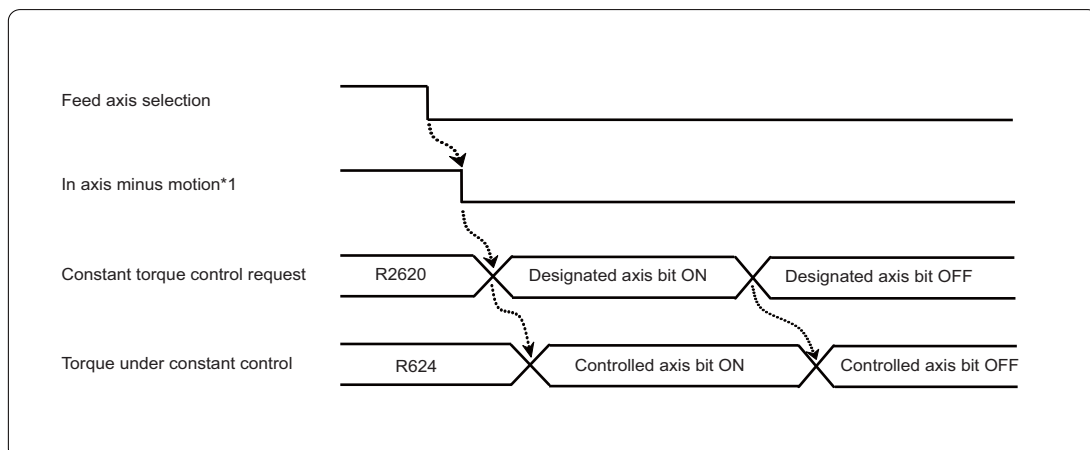 Feed axis selection
In axis minus motion*1
Constant torque control request
R2620
Designated axis bit ON
Designated axis bit OFF
Torque under constant control
R624
Controlled axis bit ON
Controlled axis bit OFF